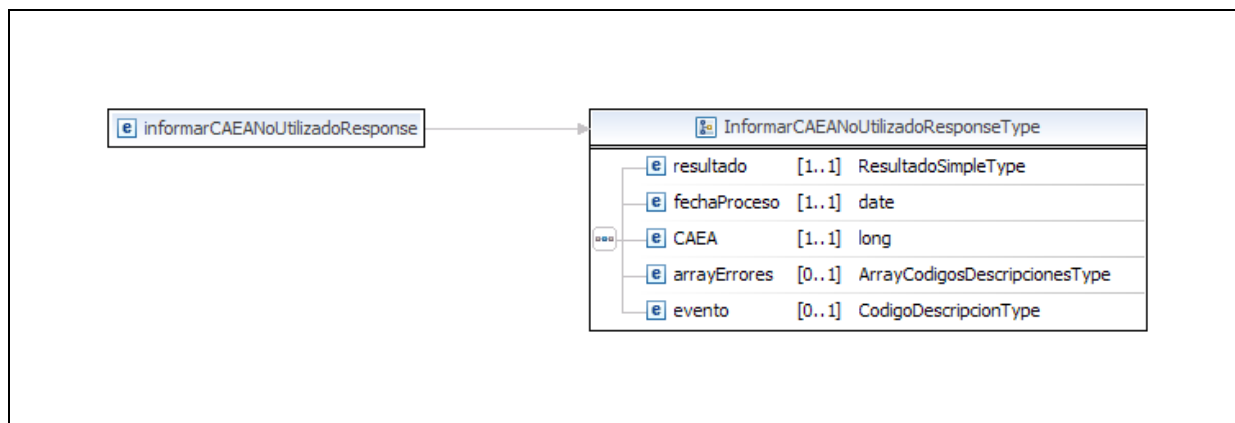 e informarCAEANoUtilizadoResponse
InformarCAEANoUtilizadoResponseType
e resultado [1..1] ResultadoSimpleType
e fechaProceso [1..1] date
e CAEA [1..1] long
e arrayErrores [0..1] ArrayCodigosDescripcionesType
e evento [0..1] CodigoDescripcionType